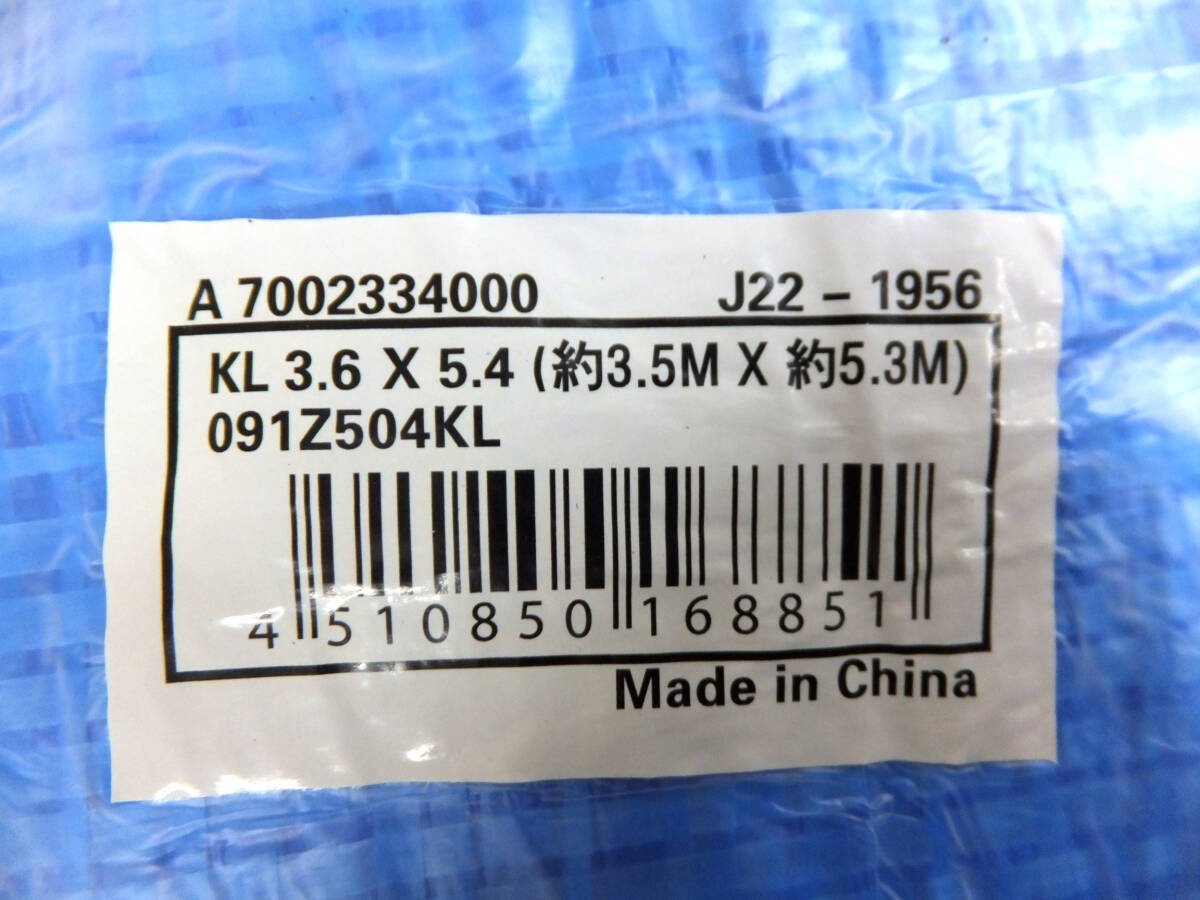 A 7002334000 J22 – 1956
KL 3.6 X 5.4 (約3.5M X 約5.3M)
091Z504KL
4 510850 168851
Made in China